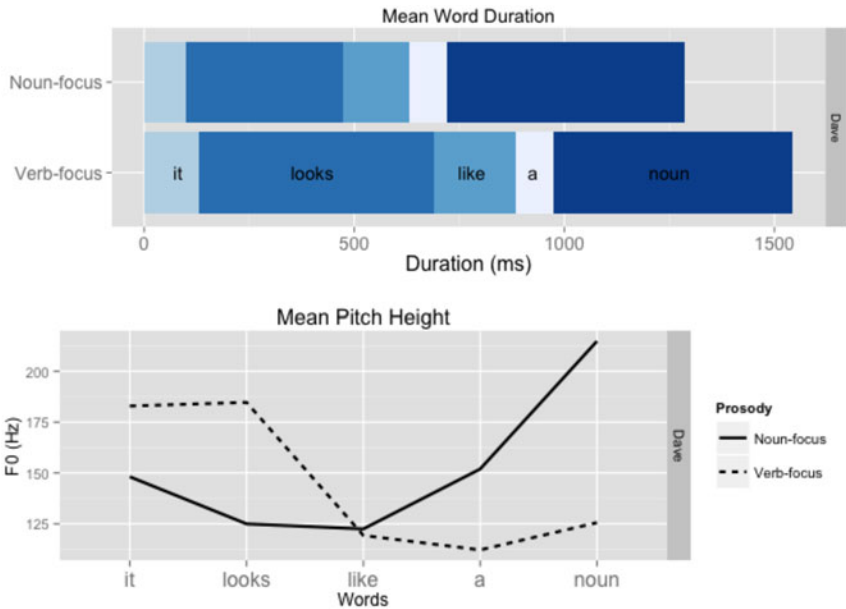 Mean Word Duration
Noun-focus
Verb-focus
it looks like a noun
Dave
0 500 1000 1500
Duration (ms)
Mean Pitch Height
200
175
150
125
F0 (Hz)
Dave
it looks like a noun
Words
Prosody
Noun-focus
Verb-focus